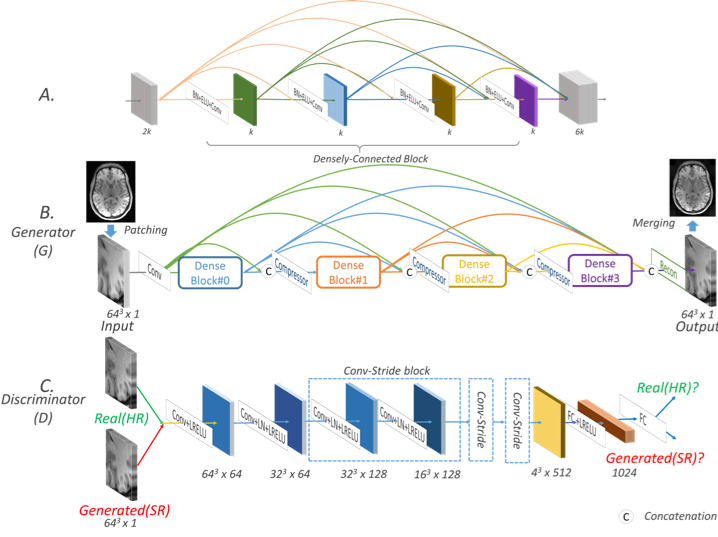 A.
BN+ELU+Conv
BN+ELU+Conv
BN+ELU+Conv
BN+ELU+Conv
2k
k
k
k
k
6k
Densely-Connected Block
B.
Generator
(G)
Patching
Merging
Conv
Dense
Block#0
C
Compressor
Dense
Block#1
C
Compressor
Dense
Block#2
C
Compressor
Dense
Block#3
C
Recon
64³ x 1
Input
64³ x 1
Output
C.
Discriminator
(D)
Real(HR)
Generated(SR)
64³ x 1
Conv-Stride block
Conv+LRELU
Conv+LN+LRELU
Conv+LN+LRELU
Conv+LN+LRELU
Conv-Stride
Conv-Stride
FC+LRELU
FC
Real(HR)?
Generated(SR)?
64³ x 64
32³ x 64
32³ x 128
16³ x 128
4³ x 512
1024
C Concatenation